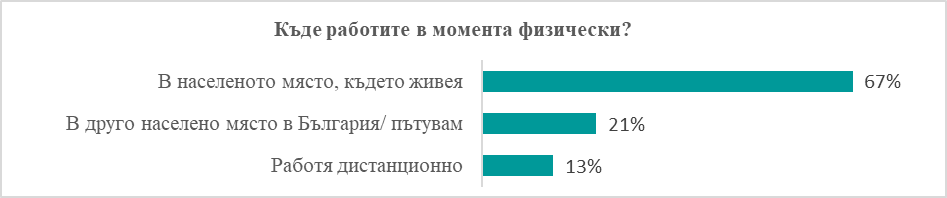 Къде работите в момента физически?
В населеното място, където живея 67%
В друго населено място в България/ пътувам 21%
Работя дистанционно 13%